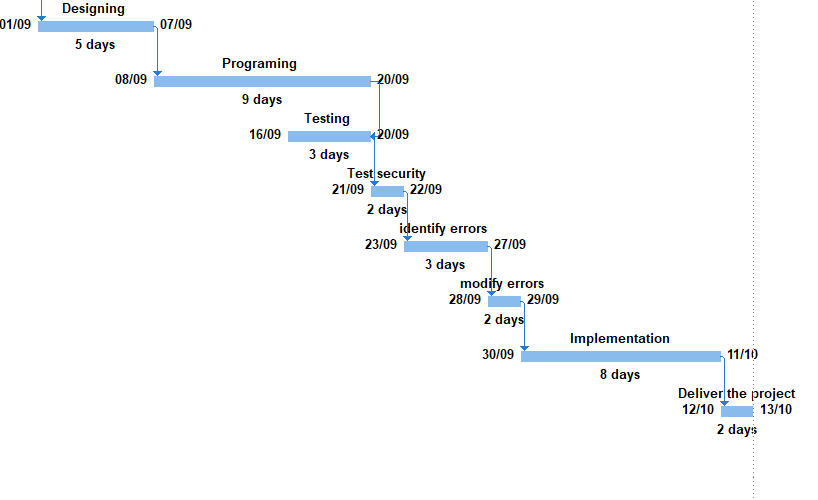 Designing
01/09 07/09
5 days
Programing
08/09 20/09
9 days
Testing
16/09 20/09
3 days
Test security
21/09 22/09
2 days
identify errors
23/09 27/09
3 days
modify errors
28/09 29/09
2 days
Implementation
30/09 11/10
8 days
Deliver the project
12/10 13/10
2 days